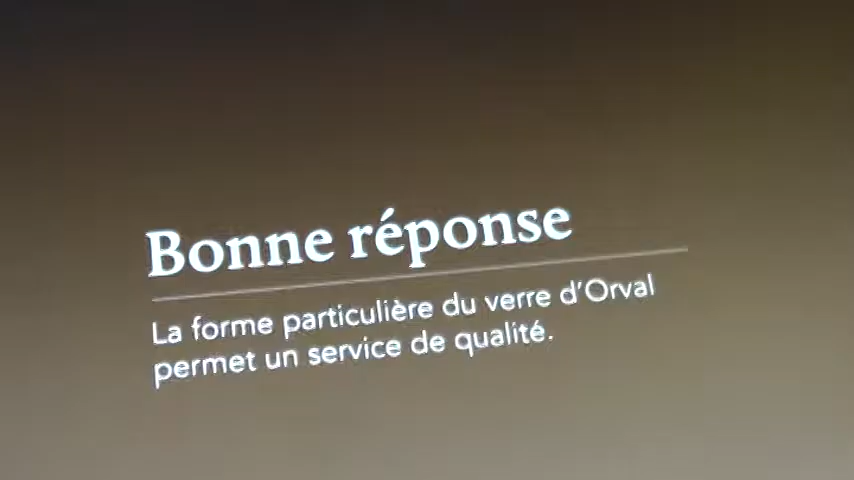 Bonne réponse
La forme particulière du verre d'Orval
permet un service de qualité.